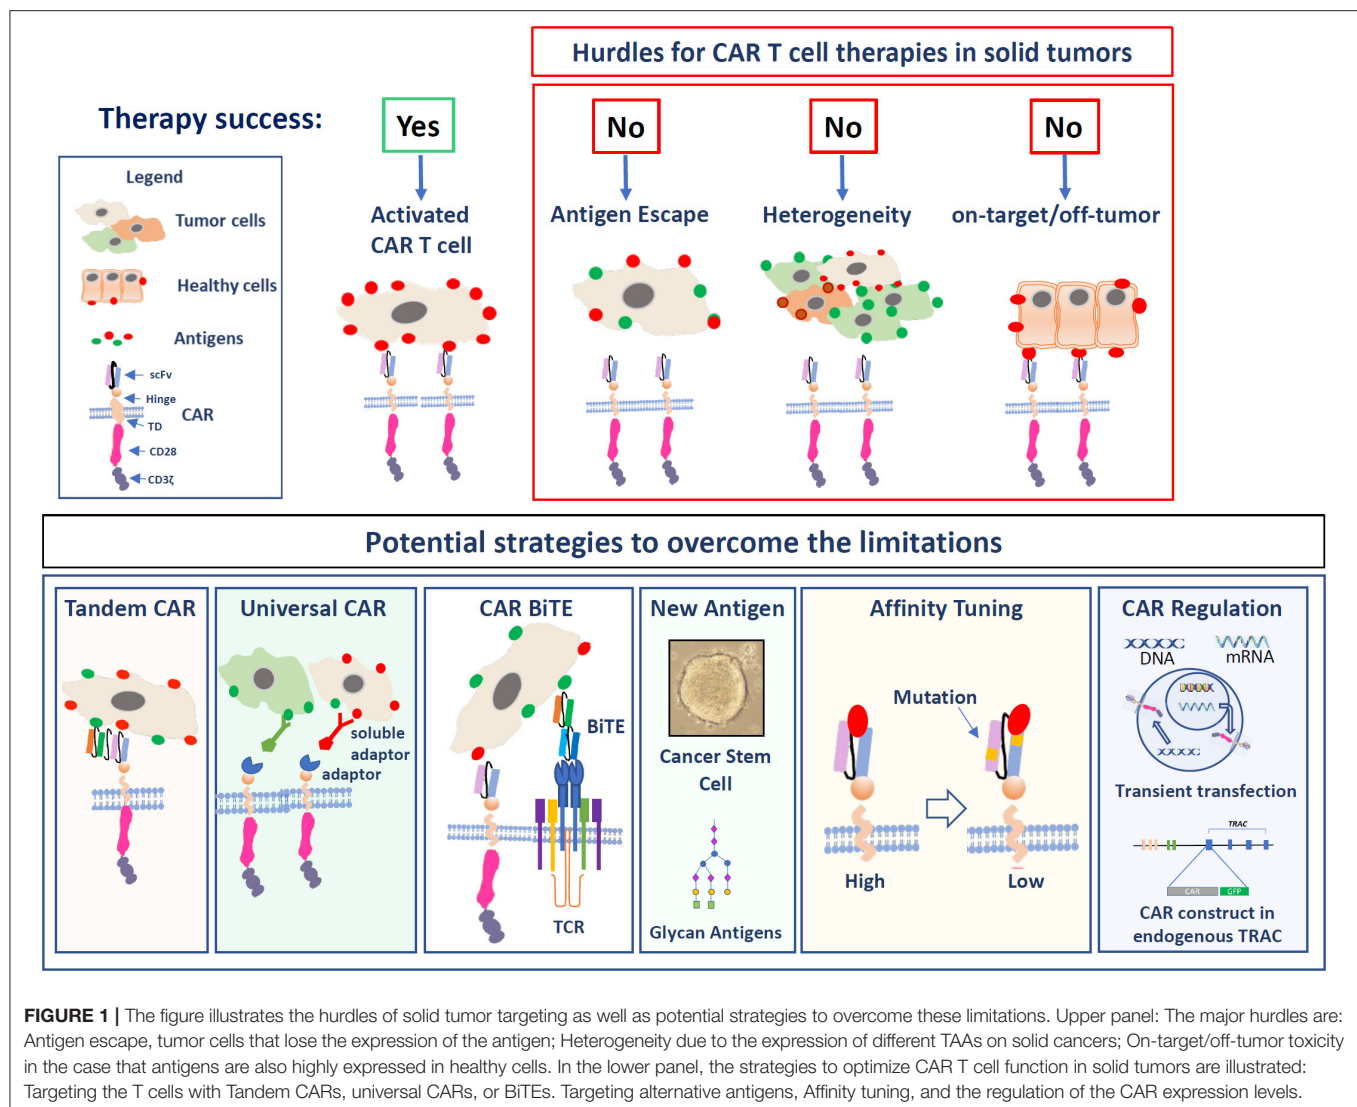 Hurdles for CAR T cell therapies in solid tumors
Therapy success:
Yes
No
No
No
Legend
Tumor cells
Healthy cells
Antigens
scFv
Hinge
CAR
TD
CD28
CD3ζ
Activated
CAR T cell
Antigen Escape
Heterogeneity
on-target/off-tumor
Potential strategies to overcome the limitations
Tandem CAR
Universal CAR
soluble
adaptor
adaptor
CAR BiTE
BiTE
TCR
New Antigen
Cancer Stem
Cell
Glycan Antigens
Affinity Tuning
Mutation
High
Low
CAR Regulation
DNA
mRNA
Transient transfection
TRAC
CAR
GFP
CAR construct in
endogenous TRAC
FIGURE 1 | The figure illustrates the hurdles of solid tumor targeting as well as potential strategies to overcome these limitations. Upper panel: The major hurdles are:
Antigen escape, tumor cells that lose the expression of the antigen; Heterogeneity due to the expression of different TAAs on solid cancers; On-target/off-tumor toxicity
in the case that antigens are also highly expressed in healthy cells. In the lower panel, the strategies to optimize CAR T cell function in solid tumors are illustrated:
Targeting the T cells with Tandem CARs, universal CARs, or BiTEs. Targeting alternative antigens, Affinity tuning, and the regulation of the CAR expression levels.